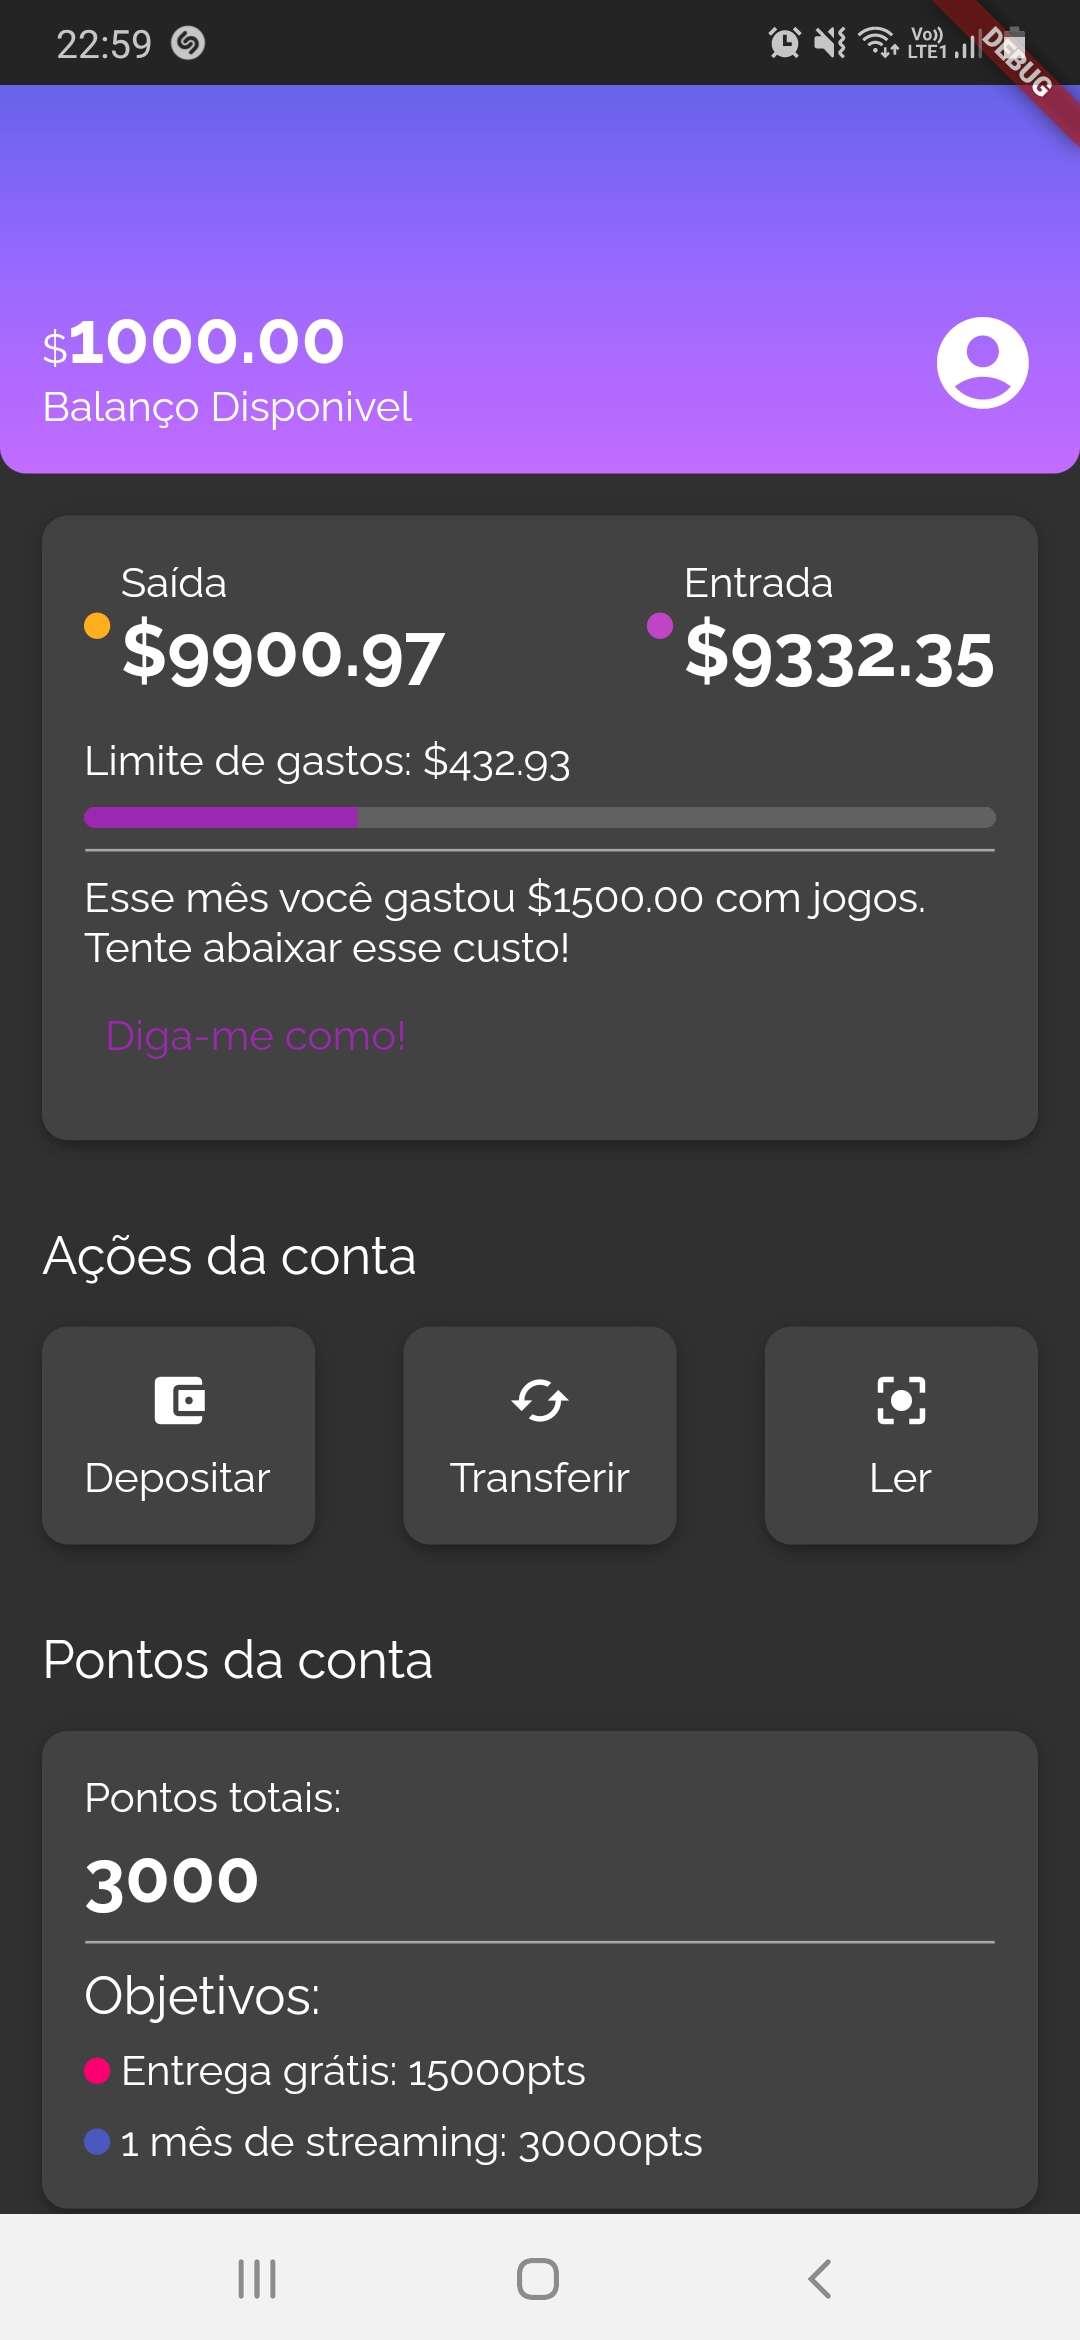 22:59
Vo))
LTE1
DEBUG
$1000.00
Balanço Disponivel
Saída
$9900.97
Entrada
$9332.35
Limite de gastos: $432.93
Esse mês você gastou $1500.00 com jogos.
Tente abaixar esse custo!
Diga-me como!
Ações da conta
Depositar
Transferir
Ler
Pontos da conta
Pontos totais:
3000
Objetivos:
Entrega grátis: 15000pts
1 mês de streaming: 30000pts